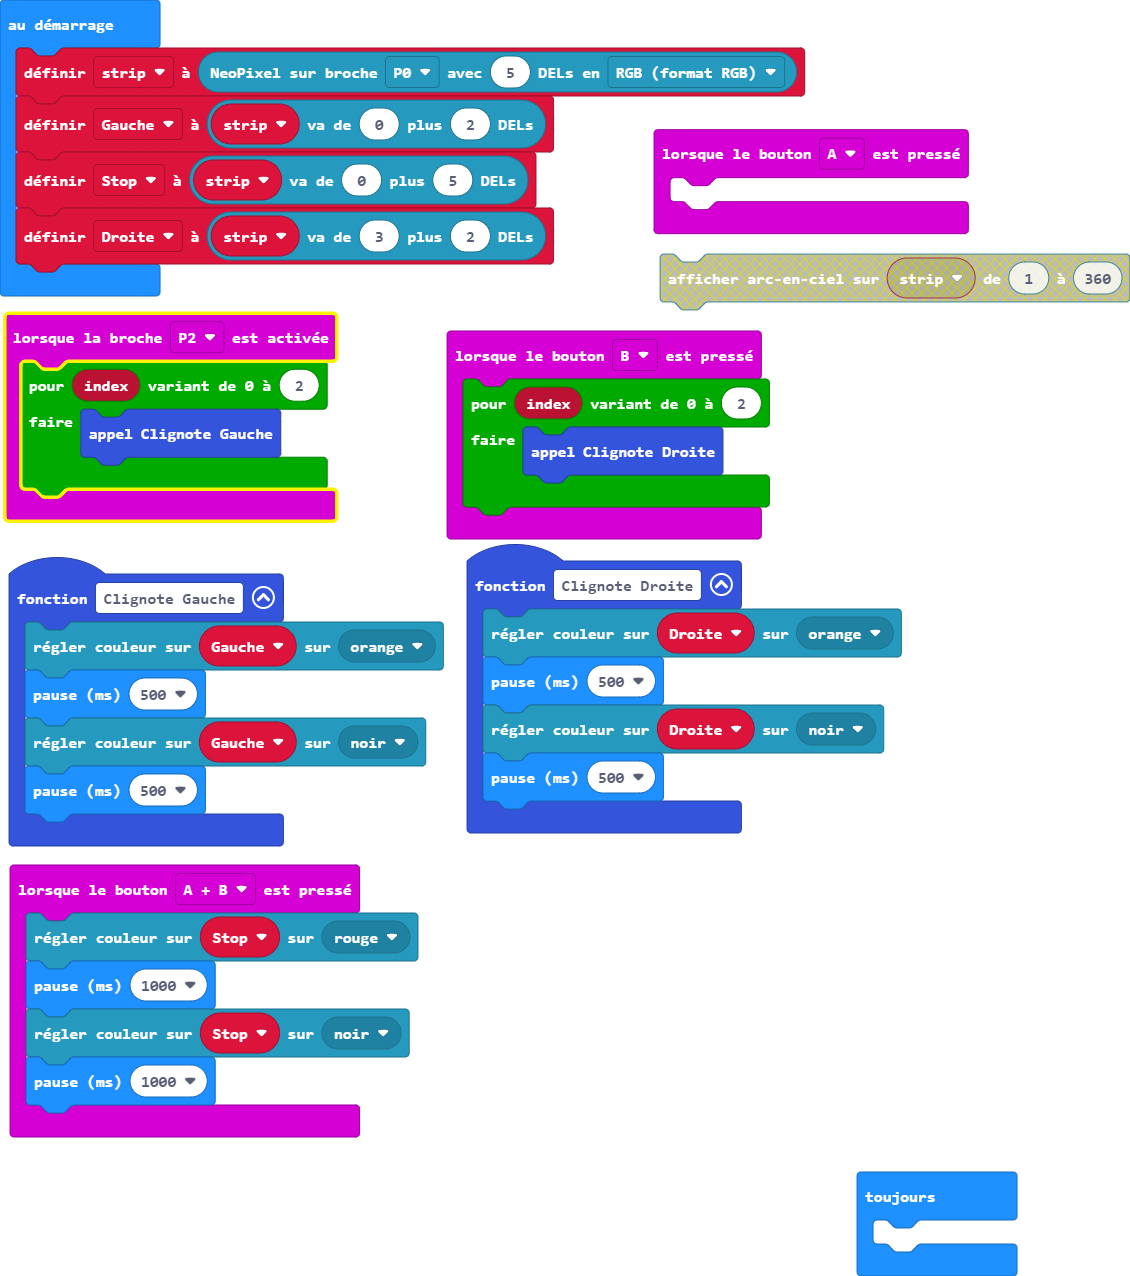 au démarrage
définir strip à NeoPixel sur broche P0 avec 5 DELs en RGB (format RGB)
définir Gauche à strip va de 0 plus 2 DELs
définir Stop à strip va de 0 plus 5 DELs
définir Droite à strip va de 3 plus 2 DELs
lorsque le bouton A est pressé
afficher arc-en-ciel sur strip de 1 à 360
lorsque la broche P2 est activée
pour index variant de 0 à 2
faire
appel Clignote Gauche
lorsque le bouton B est pressé
pour index variant de 0 à 2
faire
appel Clignote Droite
fonction Clignote Gauche
régler couleur sur Gauche sur orange
pause (ms) 500
régler couleur sur Gauche sur noir
pause (ms) 500
fonction Clignote Droite
régler couleur sur Droite sur orange
pause (ms) 500
régler couleur sur Droite sur noir
pause (ms) 500
lorsque le bouton A + B est pressé
régler couleur sur Stop sur rouge
pause (ms) 1000
régler couleur sur Stop sur noir
pause (ms) 1000
toujours